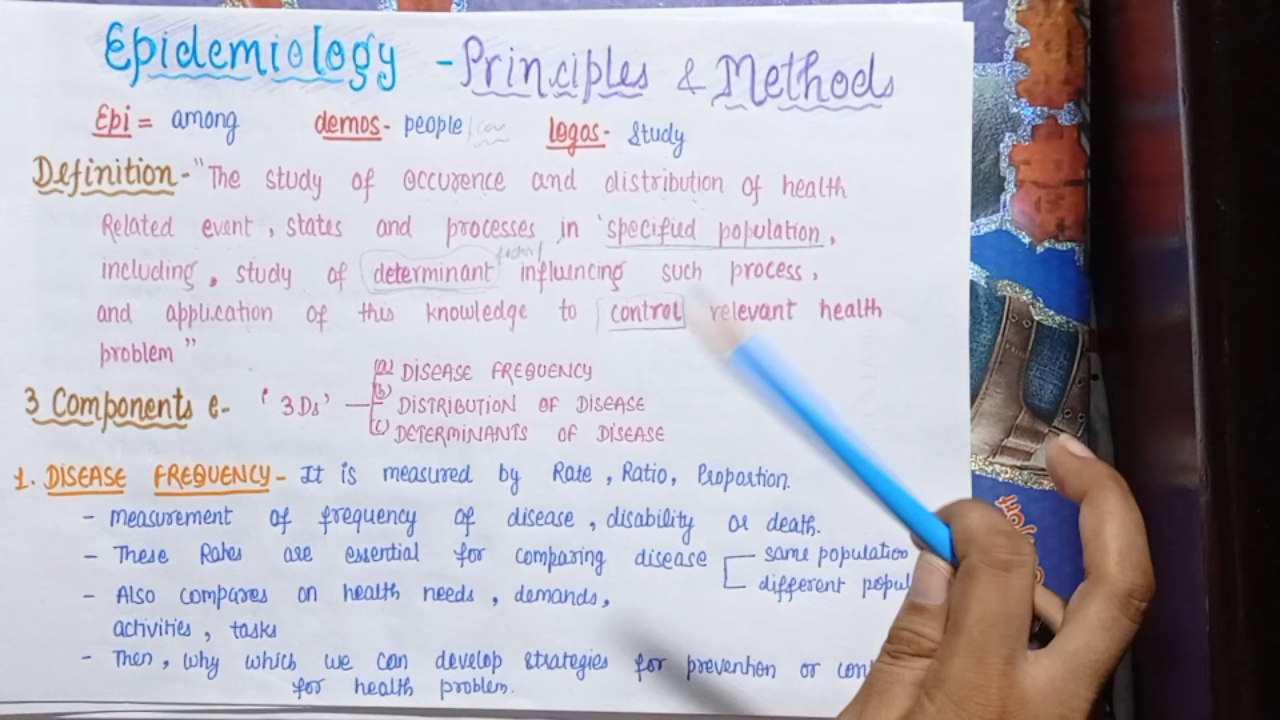 Epidemiology - Principles & Methods
Epi = among demos - people logos - study
Definition - "The study of occurence and distribution of health
Related event, states and processes in 'specified population,
factor
including, study of determinant influencing such process,
and application of this knowledge to control relevant health
problem"
3 Components e- '3Ds'
(a) DISEASE FREQUENCY
(b) DISTRIBUTION OF DISEASE
(c) DETERMINANTS OF DISEASE
1. DISEASE FREQUENCY - It is measured by Rate, Ratio, Proportion.
- measurement of frequency of disease, disability or death.
- These Rates are essential for comparing disease
same population
different popul
- Also compares on health needs, demands,
activities, tasks
- Then, why which we can develop strategies for prevention or con
for health problem.